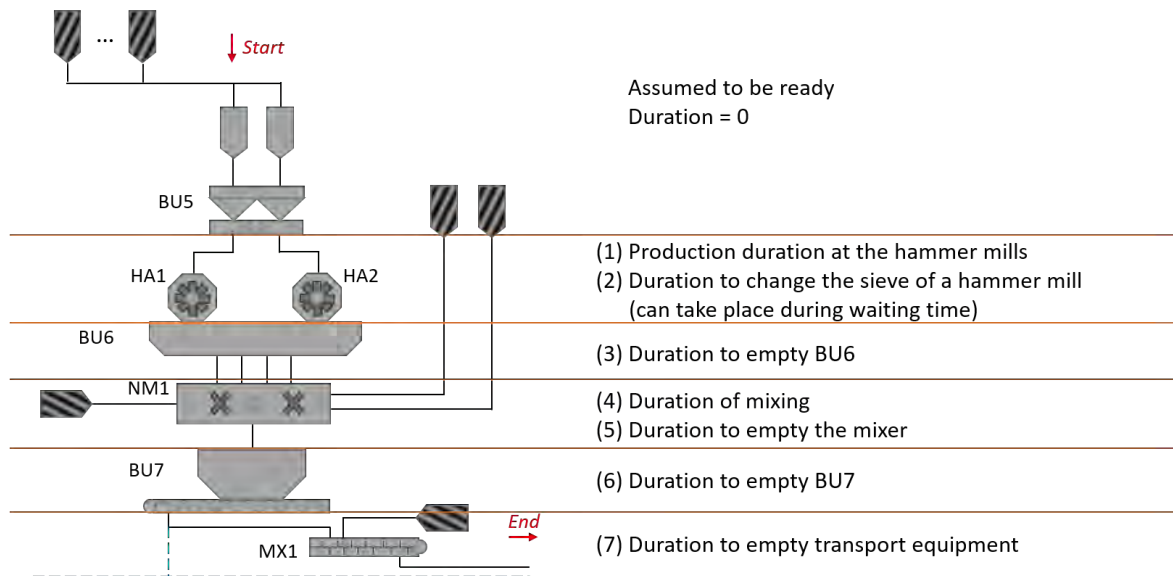 ...
Start
Assumed to be ready
Duration = 0
BU5
(1) Production duration at the hammer mills
HA1
HA2
(2) Duration to change the sieve of a hammer mill
(can take place during waiting time)
BU6
(3) Duration to empty BU6
NM1
(4) Duration of mixing
(5) Duration to empty the mixer
BU7
(6) Duration to empty BU7
End
MX1
(7) Duration to empty transport equipment